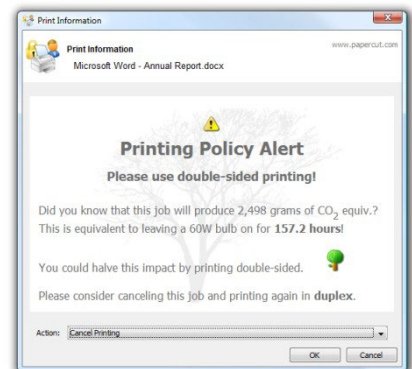 Print Information
Print Information
www.papercut.com
Microsoft Word - Annual Report.docx
Printing Policy Alert
Please use double-sided printing!
Did you know that this job will produce 2,498 grams of CO2 equiv.?
This is equivalent to leaving a 60W bulb on for 157.2 hours!
You could halve this impact by printing double-sided.
Please consider canceling this job and printing again in duplex.
Action: Cancel Printing
OK Cancel